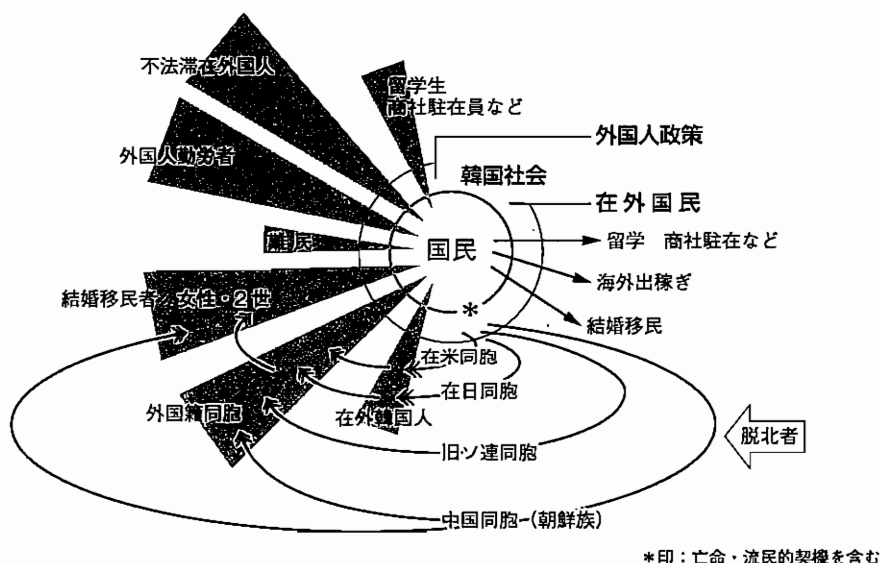 不法滞在外国人
留学生
商社駐在員など
外国人政策
外国人勤労者
韓国社会
在外国民
難民
国民
留学 商社駐在など
海外出稼ぎ
結婚移民者/女性・2世
*
結婚移民
在米同胞
在日同胞
外国籍同胞
在外韓国人
脱北者
旧ソ連同胞
中国同胞-(朝鮮族)
*印:亡命・流民的契機を含む